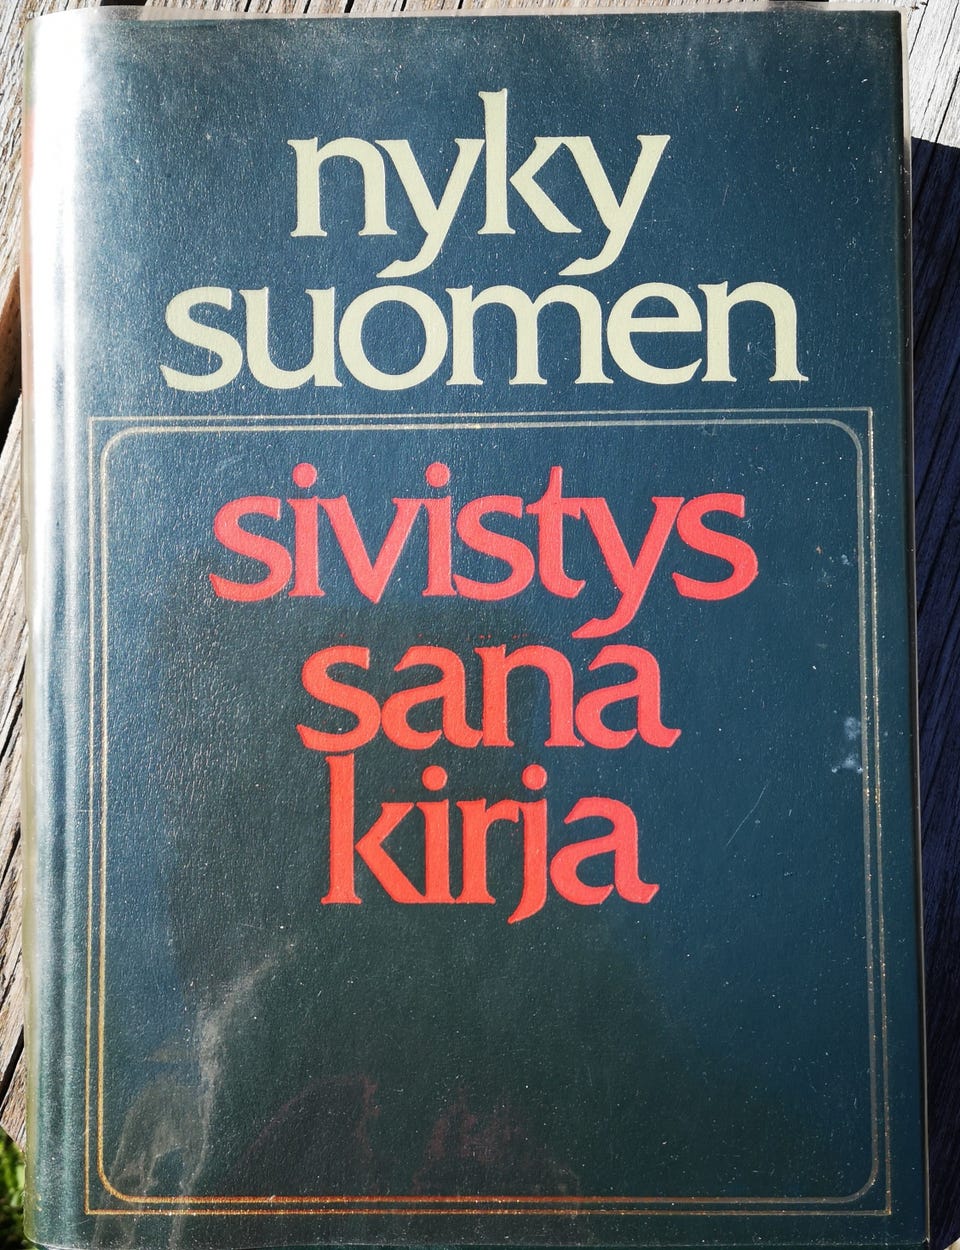 nyky
suomen
sivistys
sana
kirja